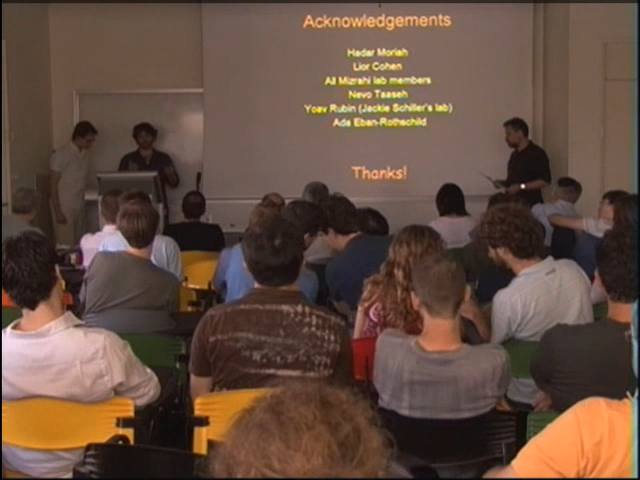 Acknowledgements
Hadar Moriah
Lior Cohen
All Mizrahi lab members
Nevo Taaseh
Yoav Rubin (Jackie Schiller's lab)
Ada Eban-Rothschild
Thanks!